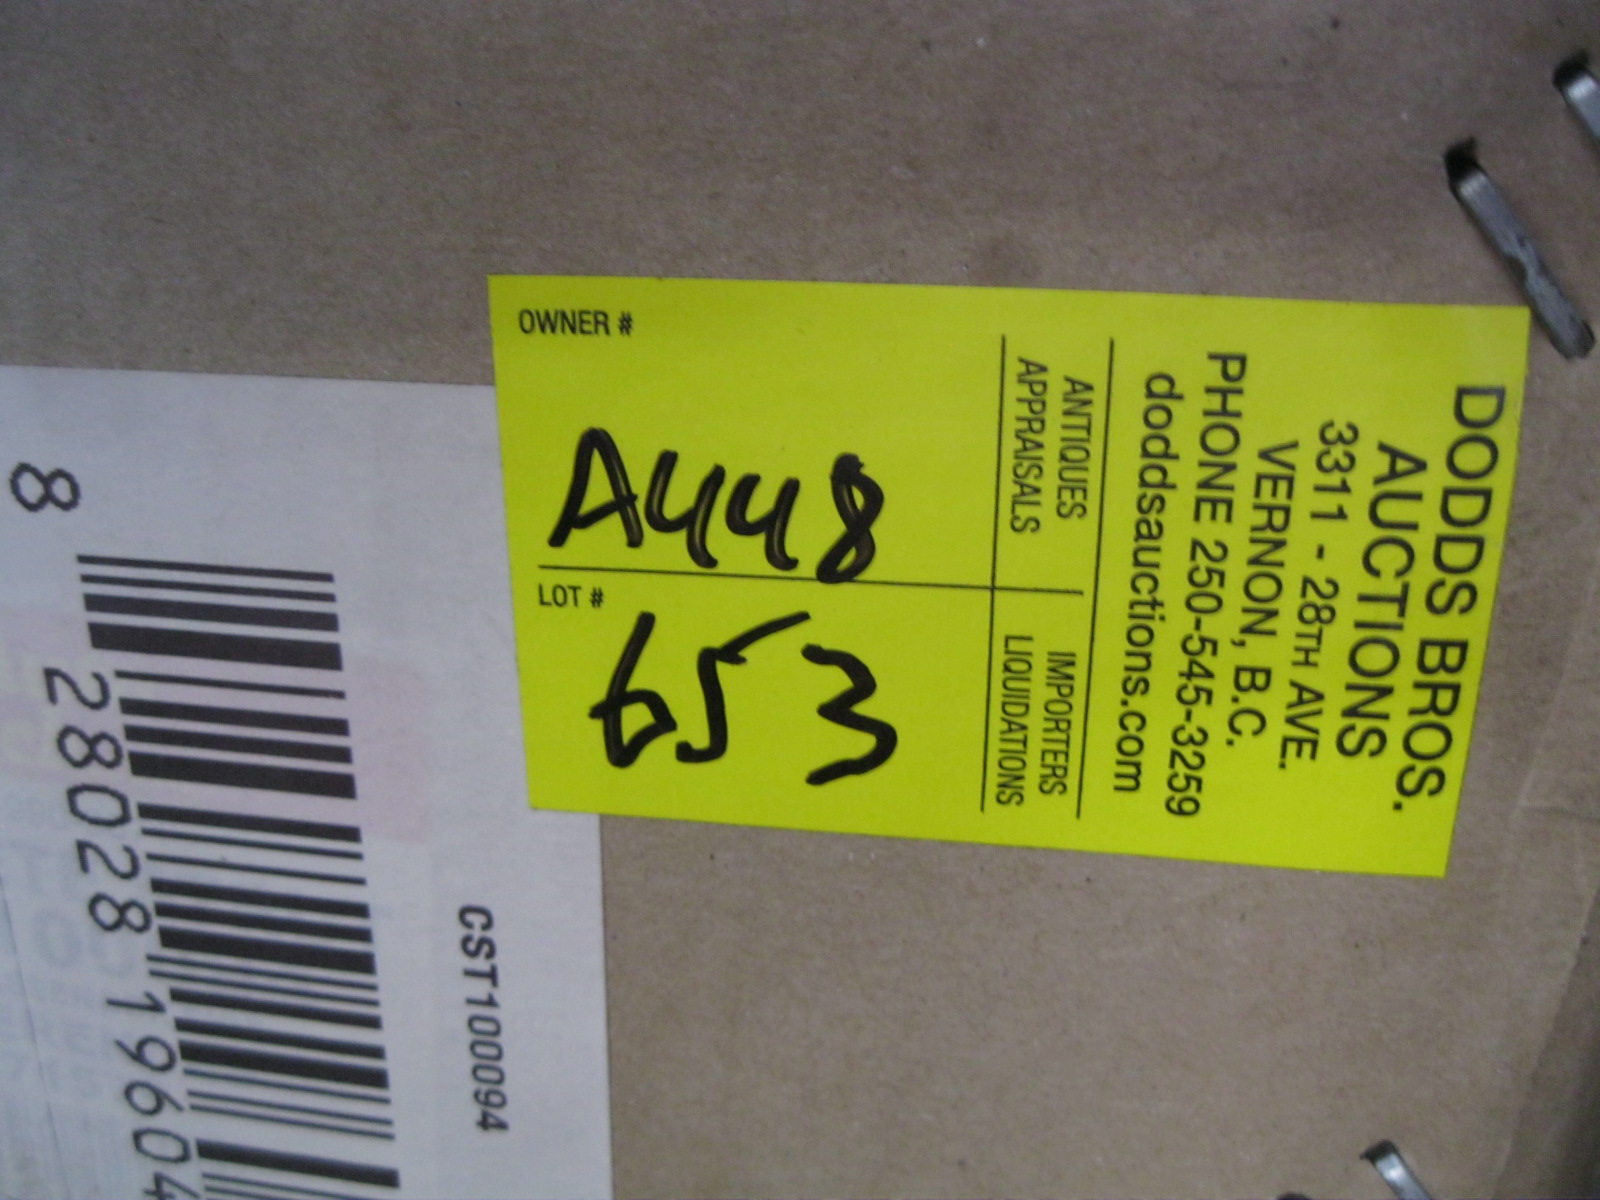 DODDS BROS.
AUCTIONS
3311 - 28TH AVE.
VERNON, B.C.
PHONE 250-545-3259
doddsauctions.com
ANTIQUES
APPRAISALS
IMPORTERS
LIQUIDATIONS
OWNER #
A448
LOT #
653
CST100094
8 28028 19604